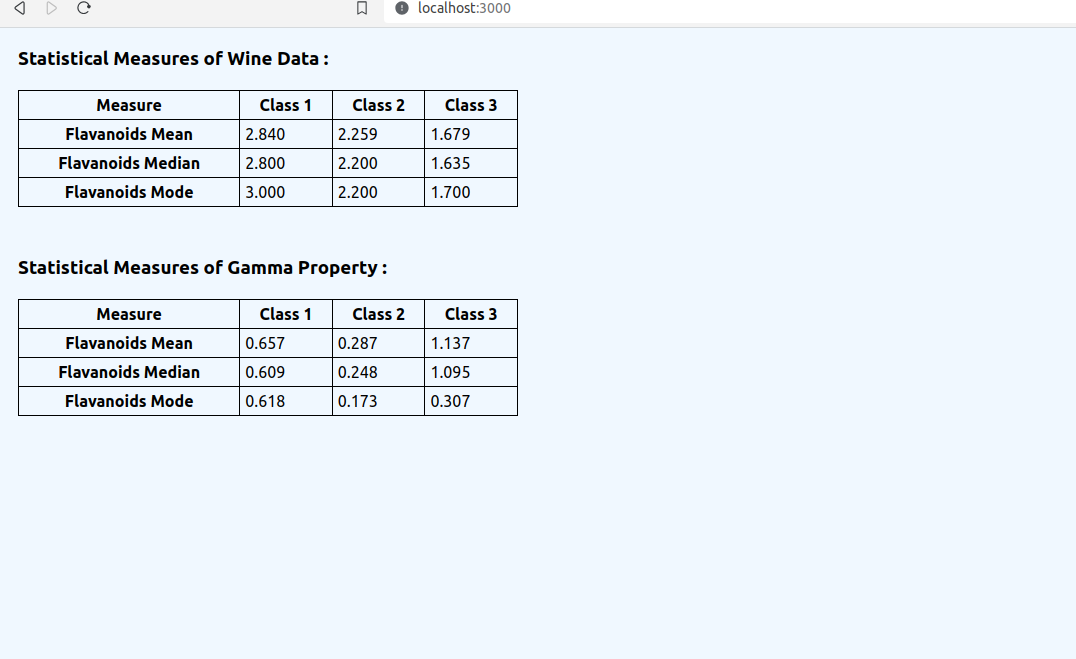 localhost:3000
Statistical Measures of Wine Data :
Measure Class 1 Class 2 Class 3
Flavanoids Mean 2.840 2.259 1.679
Flavanoids Median 2.800 2.200 1.635
Flavanoids Mode 3.000 2.200 1.700
Statistical Measures of Gamma Property :
Measure Class 1 Class 2 Class 3
Flavanoids Mean 0.657 0.287 1.137
Flavanoids Median 0.609 0.248 1.095
Flavanoids Mode 0.618 0.173 0.307